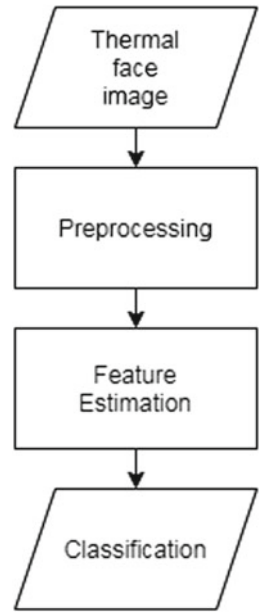 Thermal
face
image
Preprocessing
Feature
Estimation
Classification